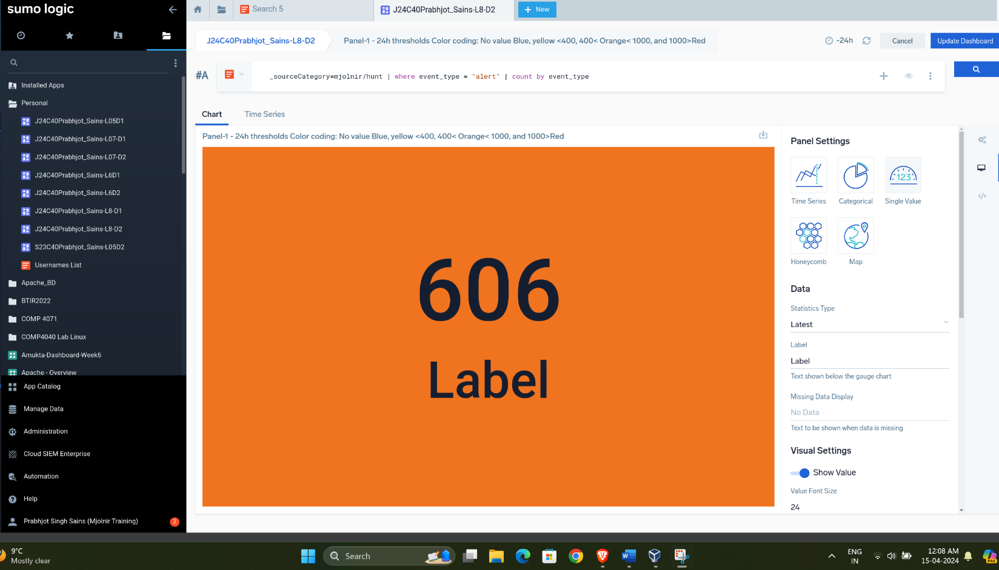 sumo logic
Search 5
J24C40Prabhjot_Sains-L8-D2
+ New
J24C40Prabhjot_Sains-L8-D2
Panel-1 - 24h thresholds Color coding: No value Blue, yellow <400, 400< Orange< 1000, and 1000>Red
-24h
Cancel
Update Dashboard
#A
_sourceCategory=mjolnir/hunt | where event_type = "alert" | count by event_type
Installed Apps
Personal
J24C40Prabhjot_Sains-L05D1
J24C40Prabhjot_Sains-L07-D1
J24C40Prabhjot_Sains-L07-D2
J24C40Prabhjot_Sains-L6D1
J24C40Prabhjot_Sains-L6D2
J24C40Prabhjot_Sains-L8-D1
J24C40Prabhjot_Sains-L8-D2
S23C40Prabhjot_Sains-L05D2
Usernames List
Apache_BD
BTIR2022
COMP 4071
COMP4040 Lab Linux
Amukta-Dashboard-Week6
Apache - Overview
App Catalog
Manage Data
Administration
Cloud SIEM Enterprise
Automation
Help
Prabhjot Singh Sains (Mjolnir Training)
2
Chart
Time Series
Panel-1 - 24h thresholds Color coding: No value Blue, yellow <400, 400< Orange< 1000, and 1000>Red
606
Label
Panel Settings
Time Series
Categorical
123
Single Value
Honeycomb
Map
Data
Statistics Type
Latest
Label
Label
Text shown below the gauge chart
Missing Data Display
No Data
Text to be shown when data is missing
Visual Settings
Show Value
Value Font Size
24
9°C
Mostly clear
Search
ENG
IN
12:08 AM
15-04-2024
PRE